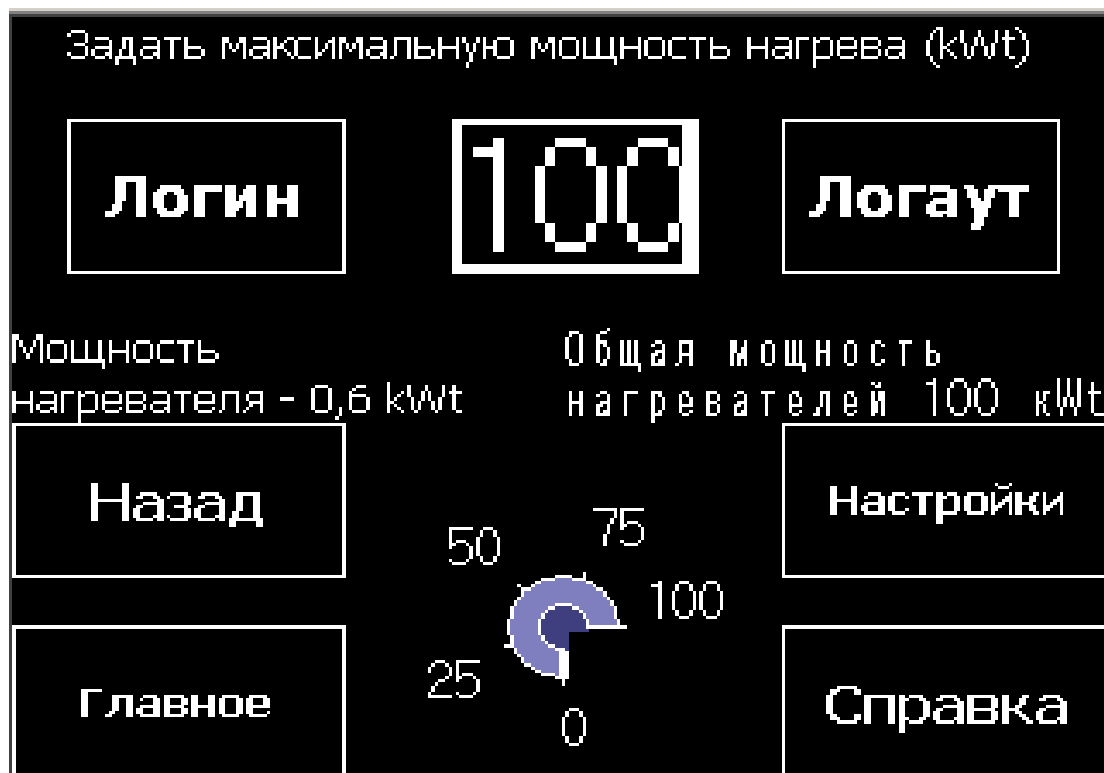 Задать максимальную мощность нагрева (kWt)
Логин
100
Логаут
Мощность
нагревателя - 0,6 kWt
Общая мощность
нагревателей 100 кWt
Назад
Настройки
50
75
100
25
0
Главное
Справка